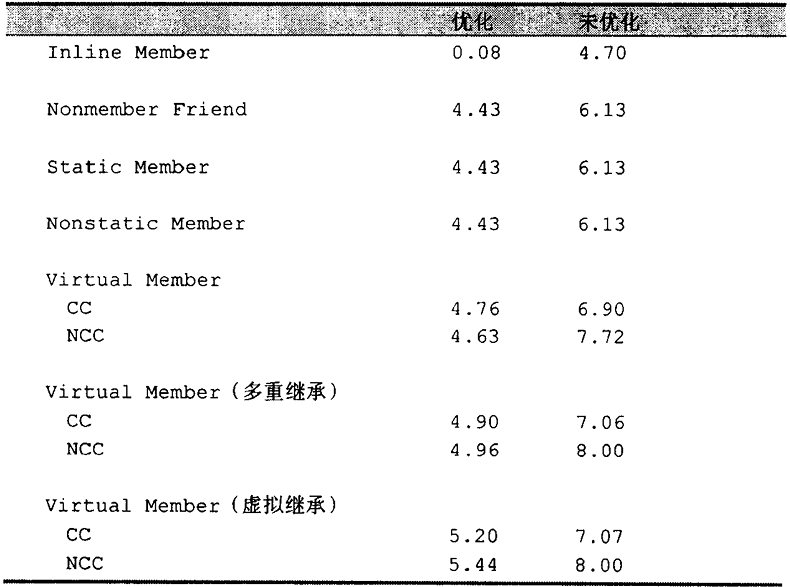 优化 未优化
Inline Member 0.08 4.70
Nonmember Friend 4.43 6.13
Static Member 4.43 6.13
Nonstatic Member 4.43 6.13
Virtual Member
CC 4.76 6.90
NCC 4.63 7.72
Virtual Member (多重继承)
CC 4.90 7.06
NCC 4.96 8.00
Virtual Member (虚拟继承)
CC 5.20 7.07
NCC 5.44 8.00